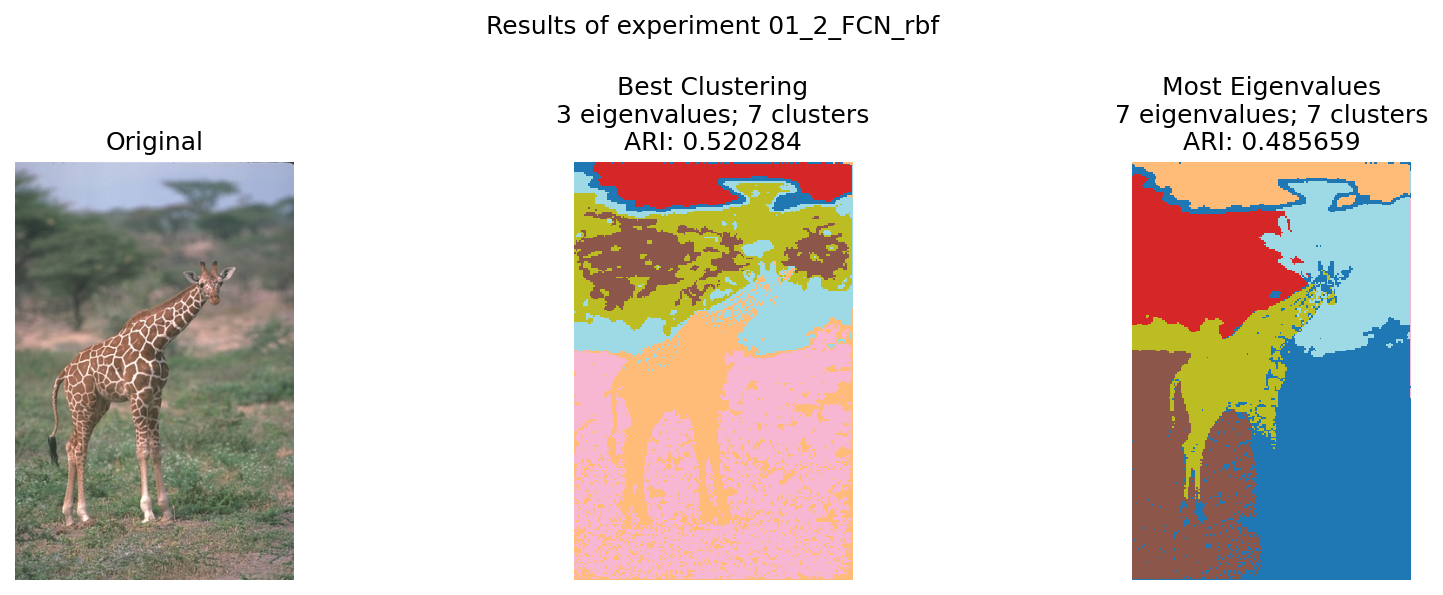 Results of experiment 01_2_FCN_rbf
Original
Best Clustering
3 eigenvalues; 7 clusters
ARI: 0.520284
Most Eigenvalues
7 eigenvalues; 7 clusters
ARI: 0.485659